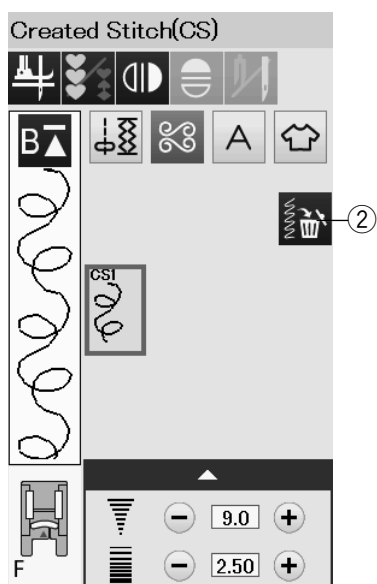 Created Stitch(CS)
B
A
②
CS1
9.0
F
2.50